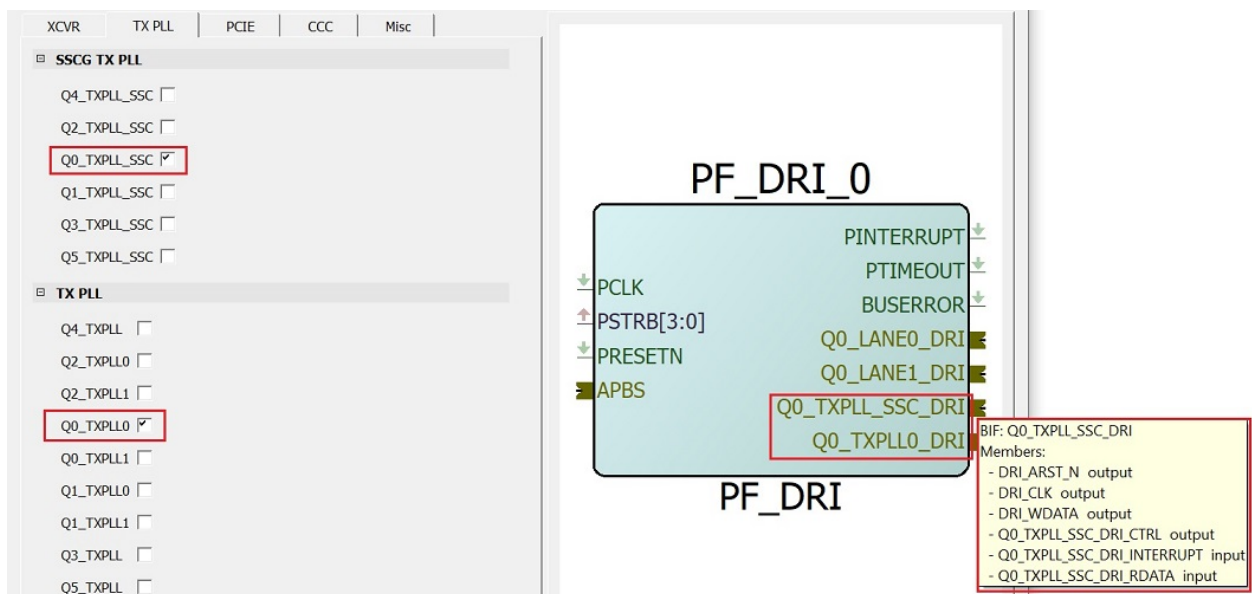 XCVR TX PLL PCIE CCC Misc
SSCG TX PLL
Q4_TXPLL_SSC
Q2_TXPLL_SSC
Q0_TXPLL_SSC
Q1_TXPLL_SSC
Q3_TXPLL_SSC
Q5_TXPLL_SSC
TX PLL
Q4_TXPLL
Q2_TXPLL0
Q2_TXPLL1
Q0_TXPLL0
Q0_TXPLL1
Q1_TXPLL0
Q1_TXPLL1
Q3_TXPLL
Q5_TXPLL
PF_DRI_0
PCLK
PSTRB[3:0]
PRESETN
APBS
PINTERRUPT
PTIMEOUT
BUSERROR
Q0_LANE0_DRI
Q0_LANE1_DRI
Q0_TXPLL_SSC_DRI
Q0_TXPLL0_DRI
PF_DRI
BIF: Q0_TXPLL_SSC_DRI
Members:
- DRI_ARST_N output
- DRI_CLK output
- DRI_WDATA output
- Q0_TXPLL_SSC_DRI_CTRL output
- Q0_TXPLL_SSC_DRI_INTERRUPT input
- Q0_TXPLL_SSC_DRI_RDATA input